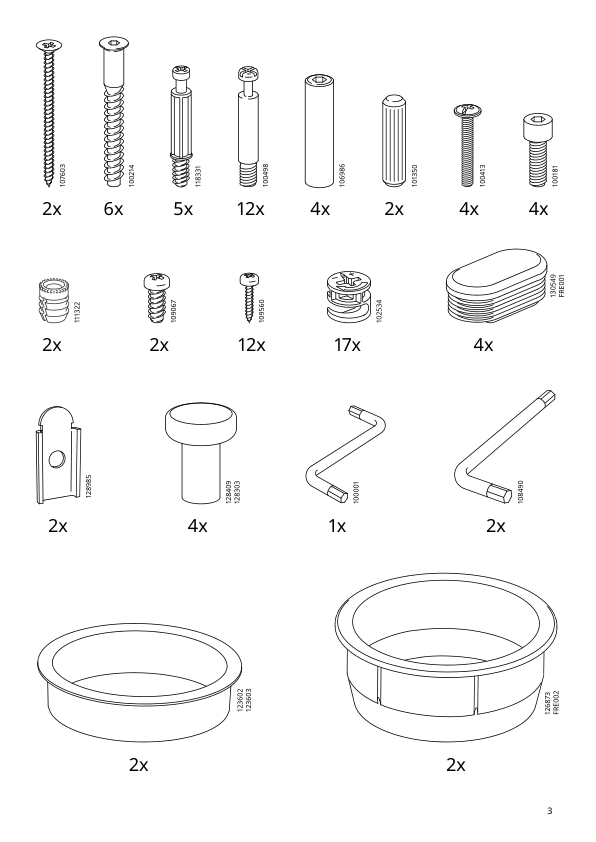 107603
100214
118331
100498
106986
101350
100413
100181
2x
6x
5x
12x
4x
2x
4x
4x
111322
109067
109560
102534
130549
FRE001
2x
2x
12x
17x
4x
128985
128409
128303
100001
108490
2x
4x
1x
2x
123602
123603
126873
FRE002
2x
2x
3